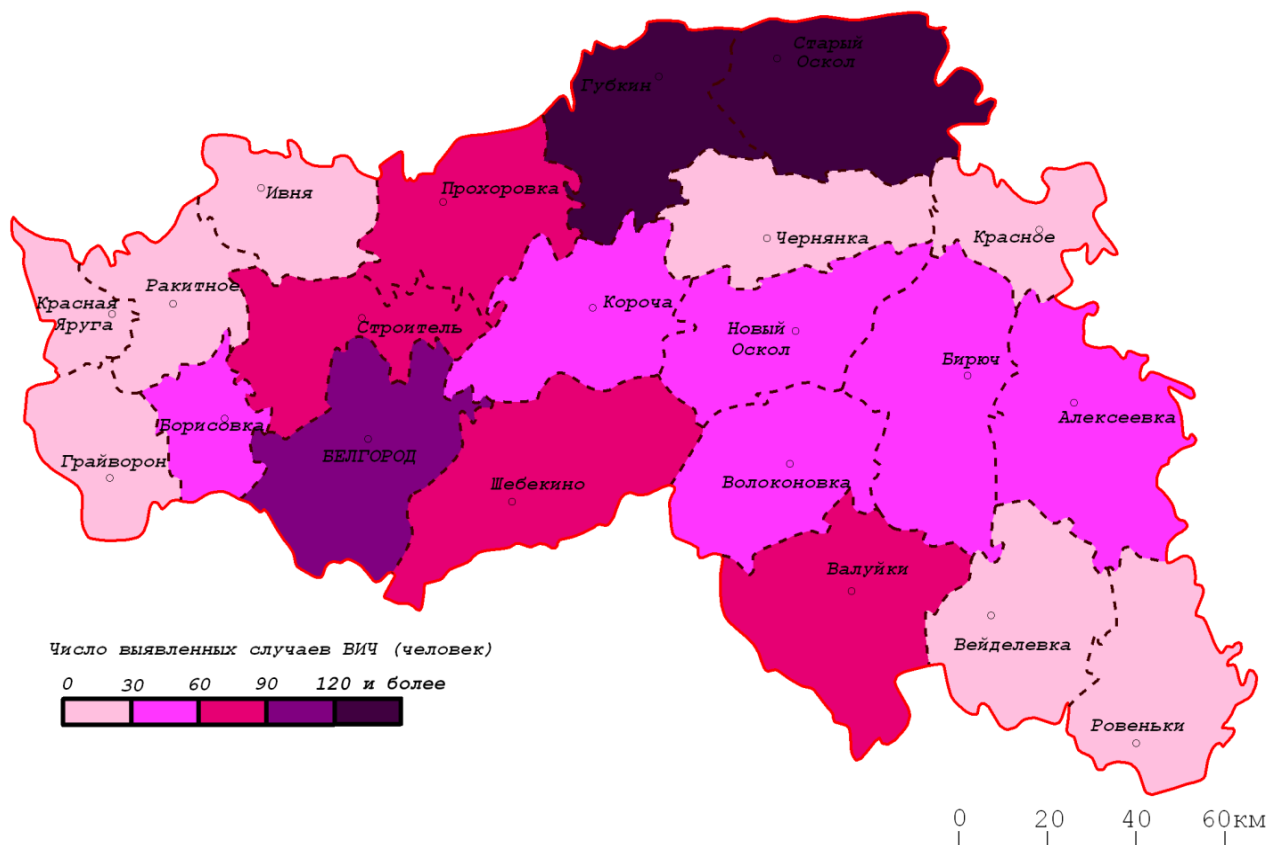 Старый
Оскол
Губкин
Прохоровка
Ивня
Чернянка
Красное
Ракитное
Красная
Яруга
Короча
Строитель
Новый
Оскол
Бирюч
Алексеевка
Борисовка
Грайворон
БЕЛГОРОД
Шебекино
Волоконовка
Валуйки
Вейделевка
Ровеньки
Число выявленных случаев ВИЧ (человек)
0 30 60 90 120 и более
0 20 40 60км